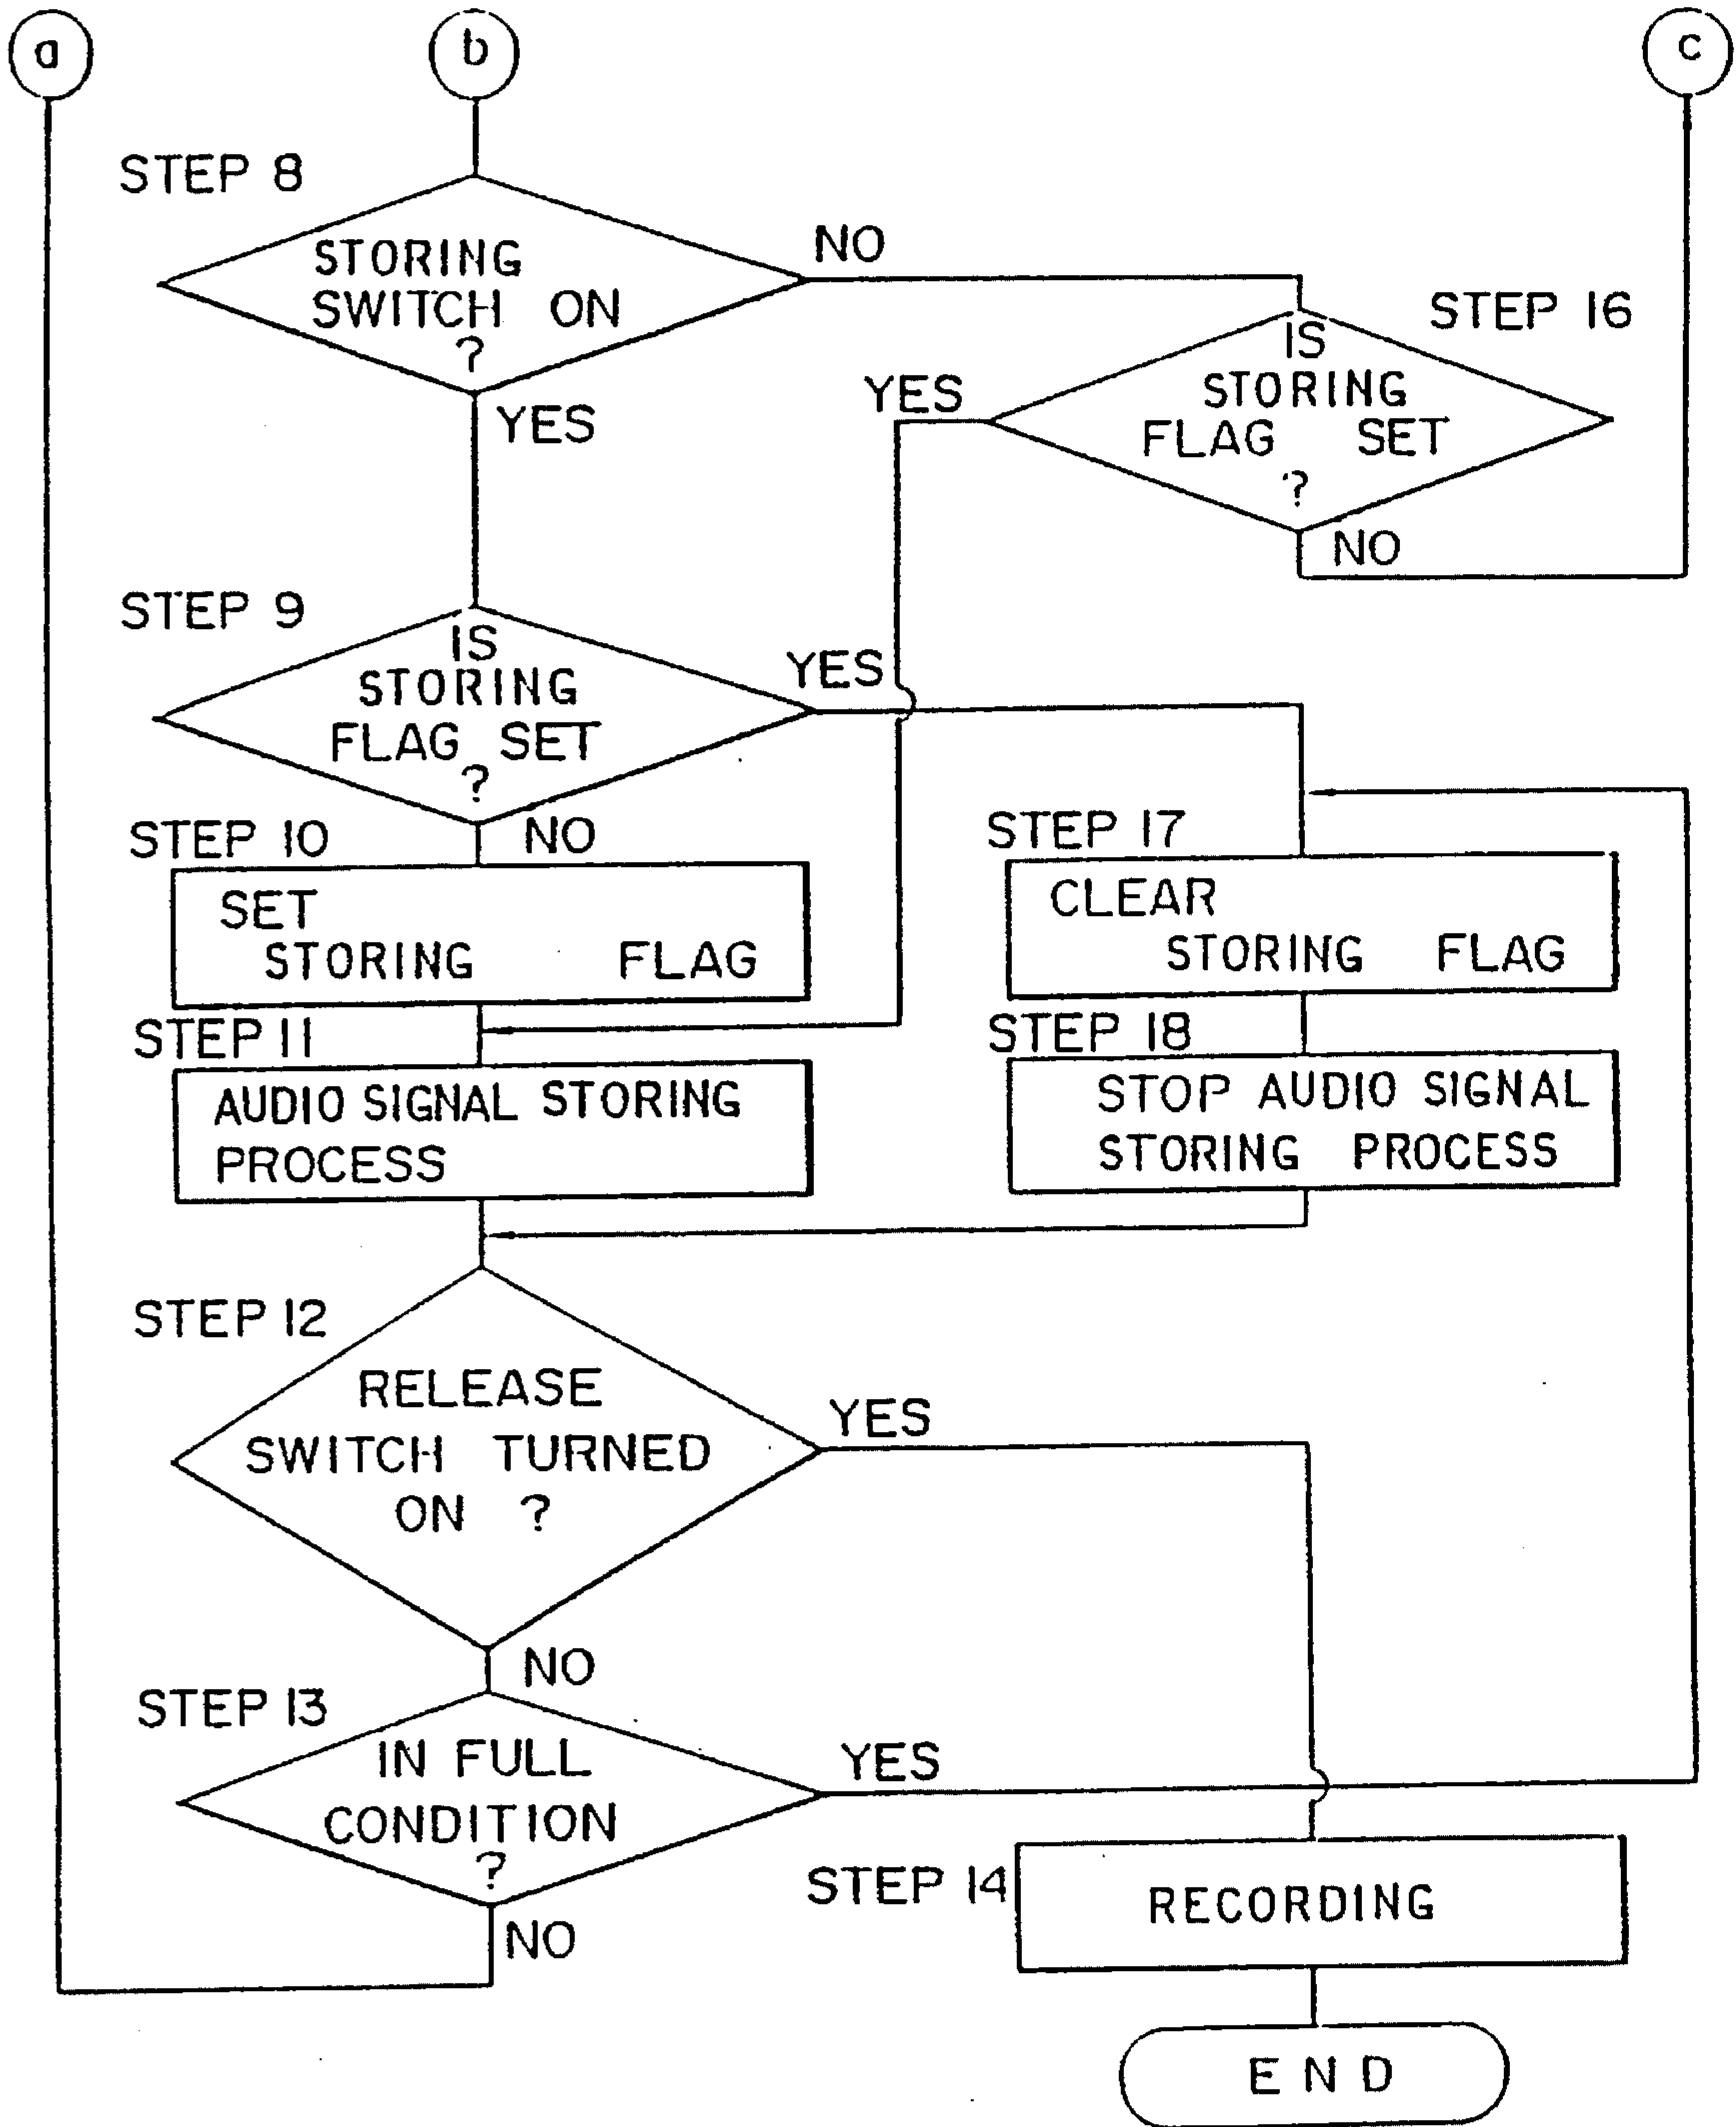 a
b
c
STEP 8
STORING
SWITCH ON
?
NO
YES
STEP 16
IS
STORING
FLAG SET
?
YES
NO
STEP 9
IS
STORING
FLAG SET
?
YES
NO
STEP 10
SET
STORING FLAG
STEP 17
CLEAR
STORING FLAG
STEP 11
AUDIO SIGNAL STORING
PROCESS
STEP 18
STOP AUDIO SIGNAL
STORING PROCESS
STEP 12
RELEASE
SWITCH TURNED
ON ?
YES
NO
STEP 13
IN FULL
CONDITION
?
YES
NO
STEP 14
RECORDING
END